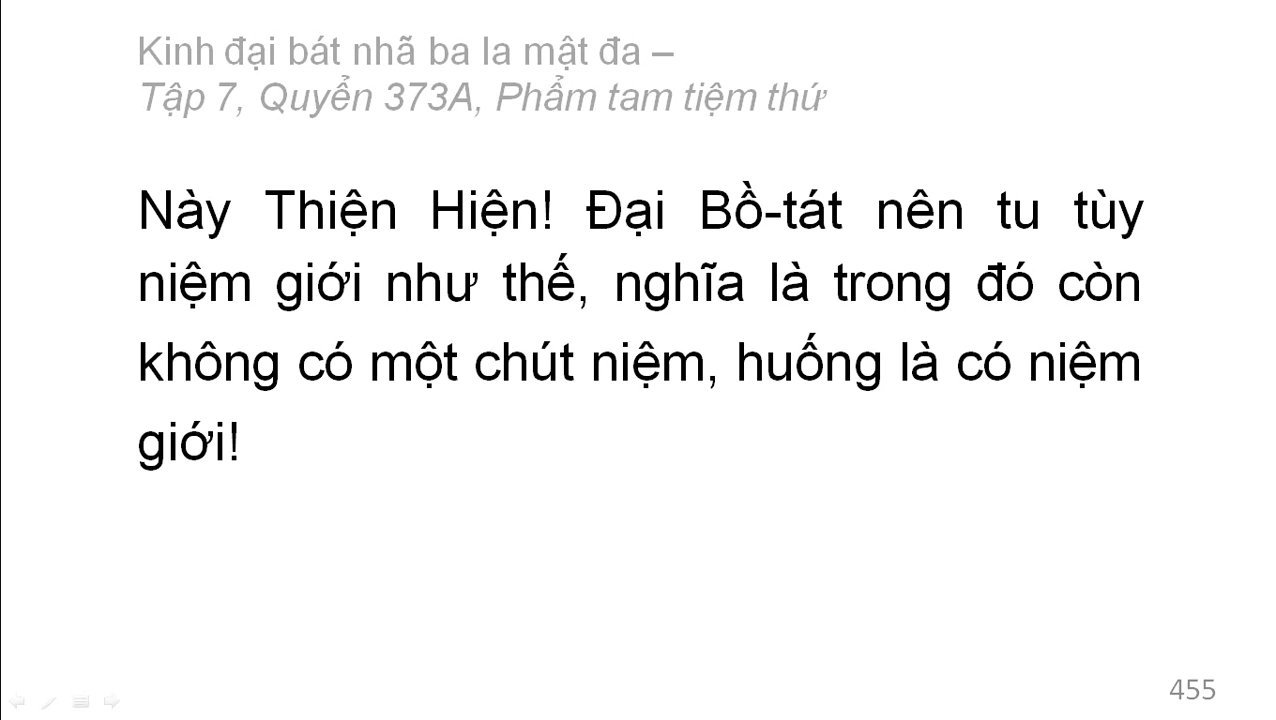 Kinh đại bát nhã ba la mật đa –
Tập 7, Quyển 373A, Phẩm tam tiệm thứ
Này Thiện Hiện! Đại Bồ-tát nên tu tùy
niệm giới như thế, nghĩa là trong đó còn
không có một chút niệm, huống là có niệm
giới!
455